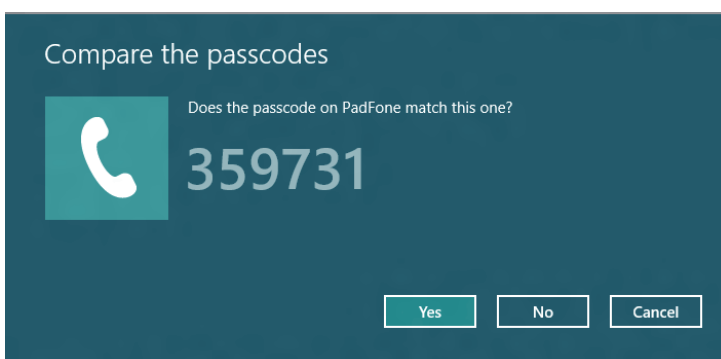 Compare the passcodes
Does the passcode on PadFone match this one?
359731
Yes No Cancel